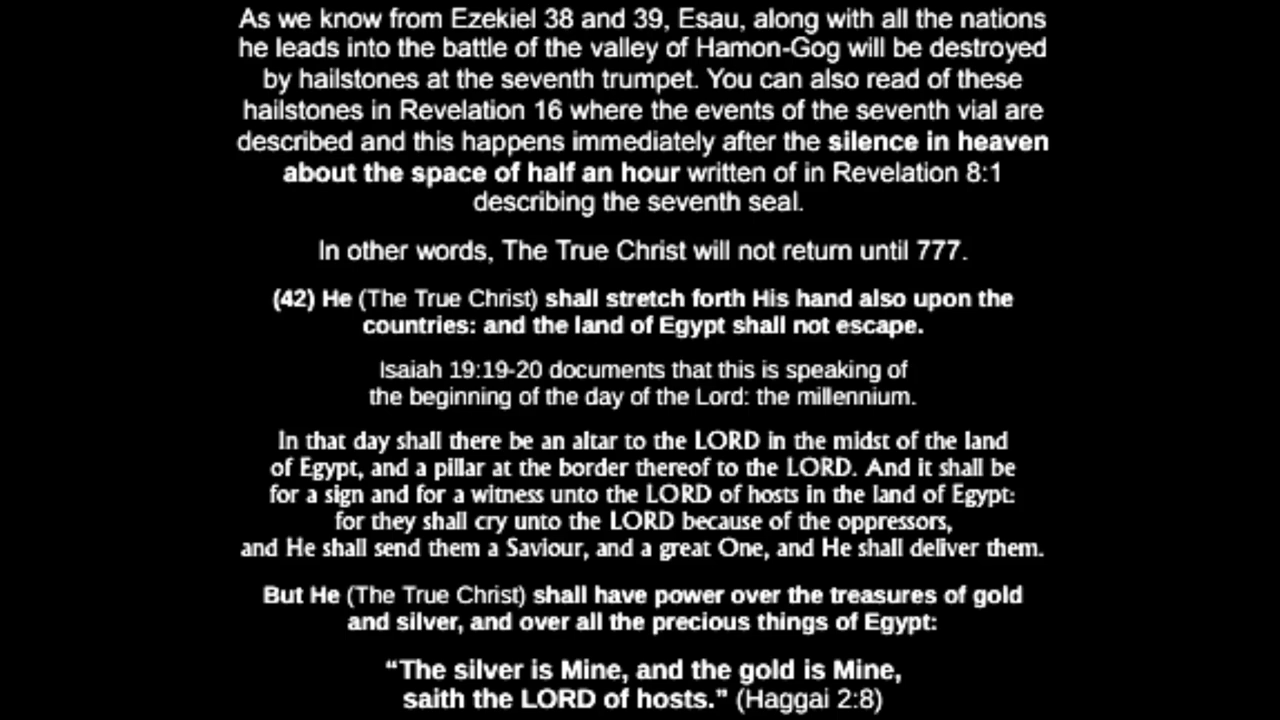 As we know from Ezekiel 38 and 39, Esau, along with all the nations
he leads into the battle of the valley of Hamon-Gog will be destroyed
by hailstones at the seventh trumpet. You can also read of these
hailstones in Revelation 16 where the events of the seventh vial are
described and this happens immediately after the silence in heaven
about the space of half an hour written of in Revelation 8:1
describing the seventh seal.
In other words, The True Christ will not return until 777.
(42) He (The True Christ) shall stretch forth His hand also upon the
countries: and the land of Egypt shall not escape.
Isaiah 19:19-20 documents that this is speaking of
the beginning of the day of the Lord: the millennium.
In that day shall there be an altar to the LORD in the midst of the land
of Egypt, and a pillar at the border thereof to the LORD. And it shall be
for a sign and for a witness unto the LORD of hosts in the land of Egypt:
for they shall cry unto the LORD because of the oppressors,
and He shall send them a Saviour, and a great One, and He shall deliver them.
But He (The True Christ) shall have power over the treasures of gold
and silver, and over all the precious things of Egypt:
“The silver is Mine, and the gold is Mine,
saith the LORD of hosts.” (Haggai 2:8)